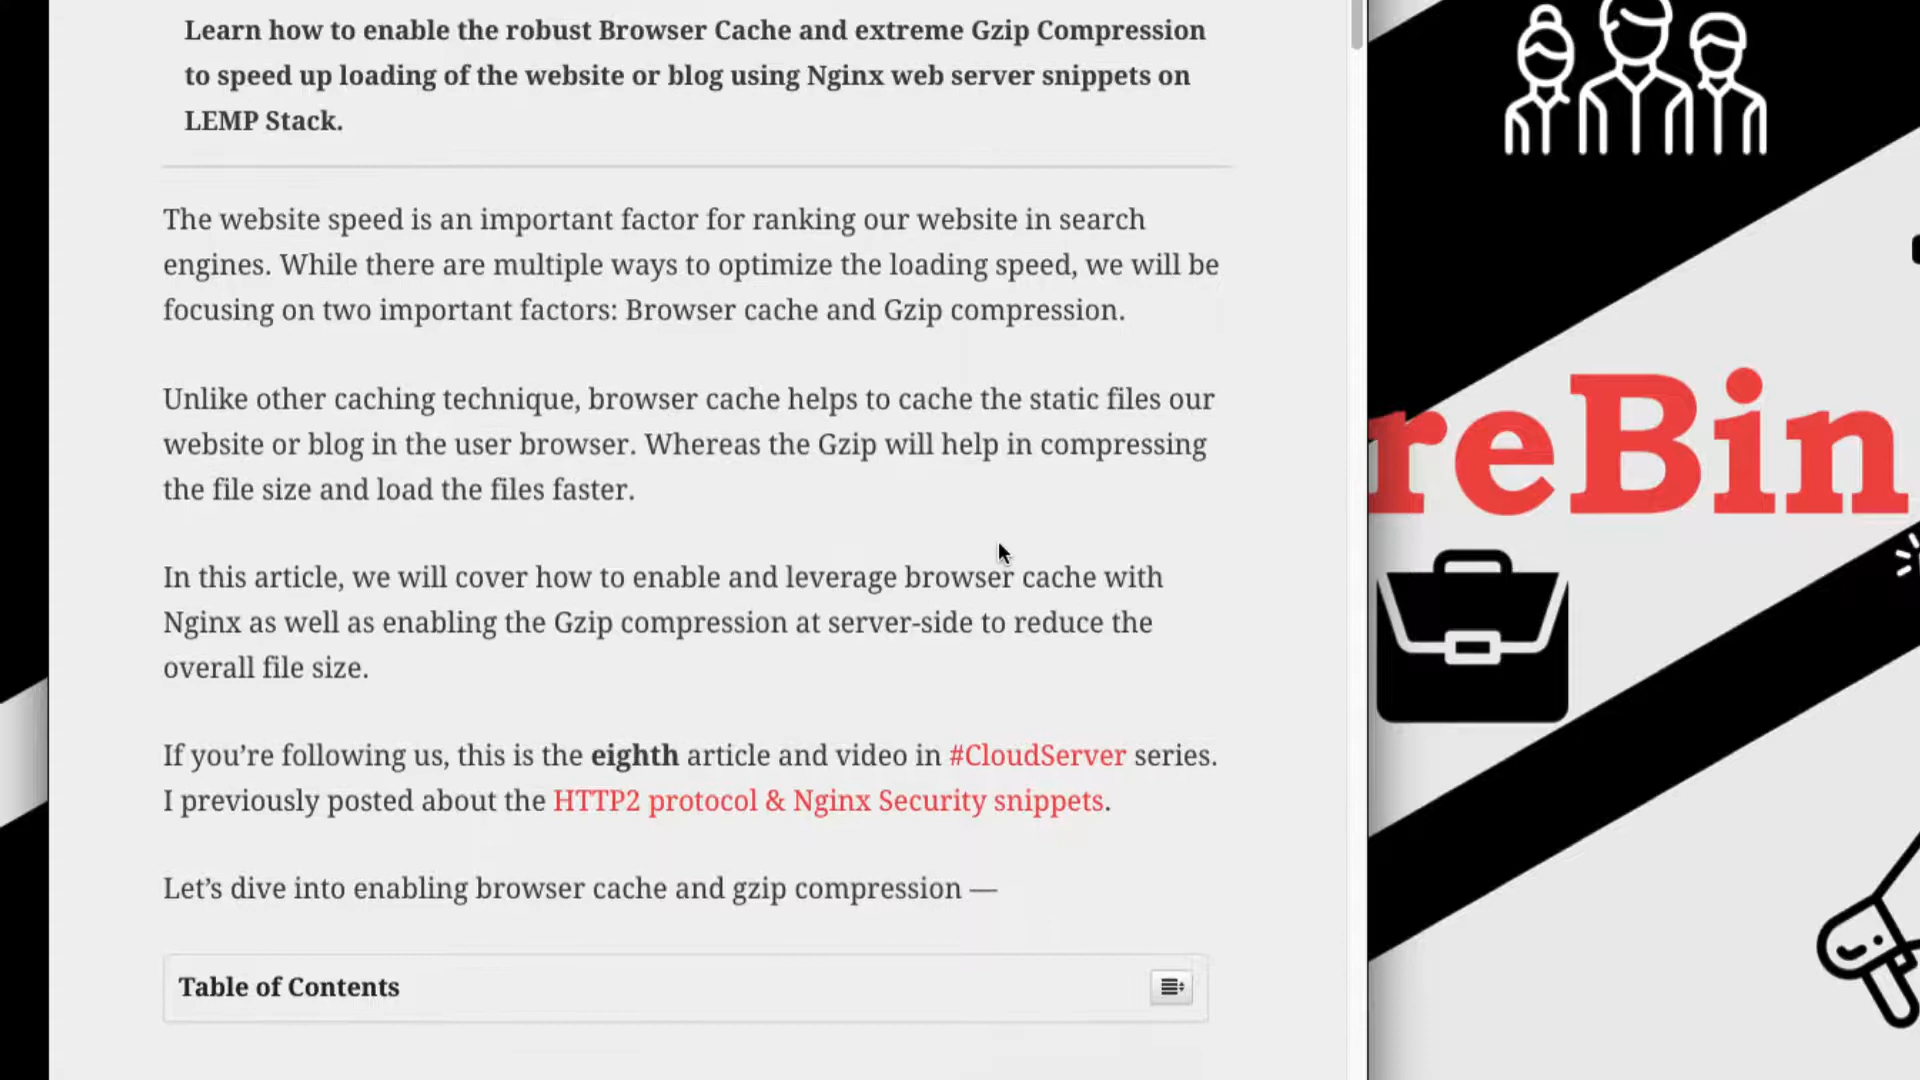 Learn how to enable the robust Browser Cache and extreme Gzip Compression
to speed up loading of the website or blog using Nginx web server snippets on
LEMP Stack.
The website speed is an important factor for ranking our website in search
engines. While there are multiple ways to optimize the loading speed, we will be
focusing on two important factors: Browser cache and Gzip compression.
Unlike other caching technique, browser cache helps to cache the static files our
website or blog in the user browser. Whereas the Gzip will help in compressing
the file size and load the files faster.
In this article, we will cover how to enable and leverage browser cache with
Nginx as well as enabling the Gzip compression at server-side to reduce the
overall file size.
If you’re following us, this is the eighth article and video in #CloudServer series.
I previously posted about the HTTP2 protocol & Nginx Security snippets.
Let’s dive into enabling browser cache and gzip compression —
Table of Contents
reBin